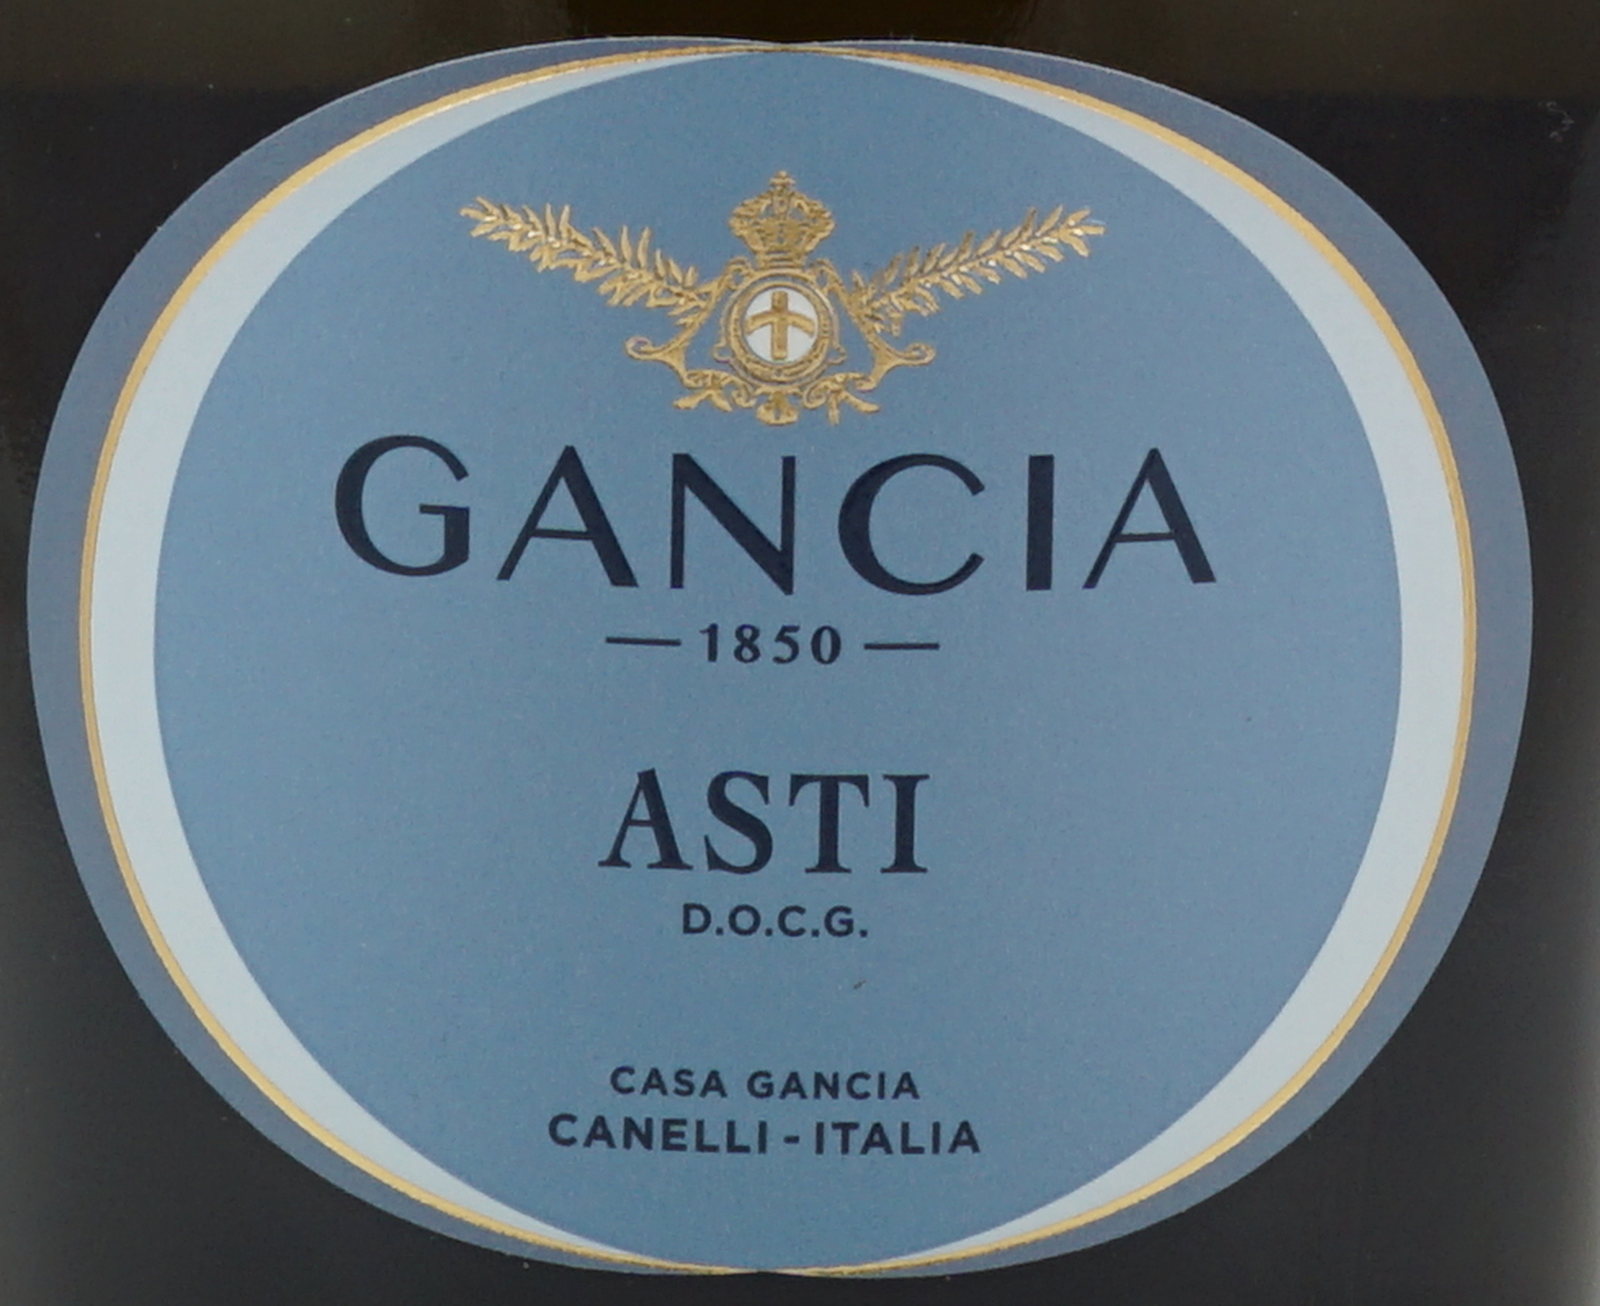 GANCIA
— 1850 —
ASTI
D.O.C.G.
CASA GANCIA
CANELLI - ITALIA